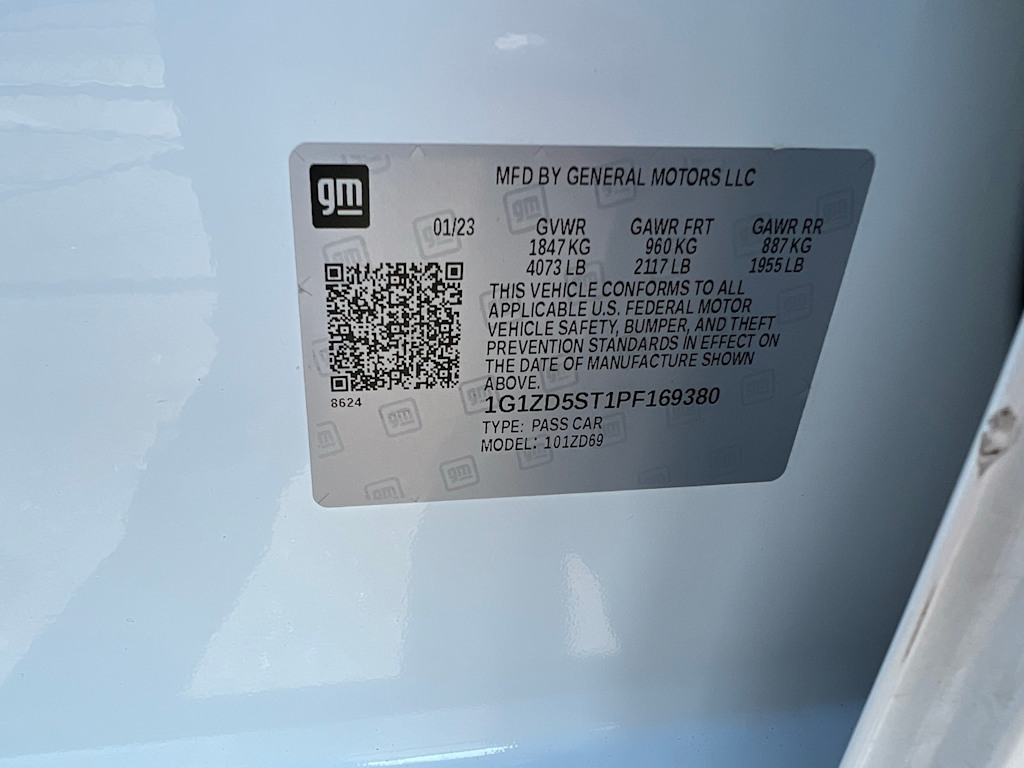 gm
MFD BY GENERAL MOTORS LLC
01/23 GVWR GAWR FRT GAWR RR
1847 KG 960 KG 887 KG
4073 LB 2117 LB 1955 LB
THIS VEHICLE CONFORMS TO ALL
APPLICABLE U.S. FEDERAL MOTOR
VEHICLE SAFETY, BUMPER, AND THEFT
PREVENTION STANDARDS IN EFFECT ON
THE DATE OF MANUFACTURE SHOWN
ABOVE.
8624
1G1ZD5ST1PF169380
TYPE: PASS CAR
MODEL: 101ZD69